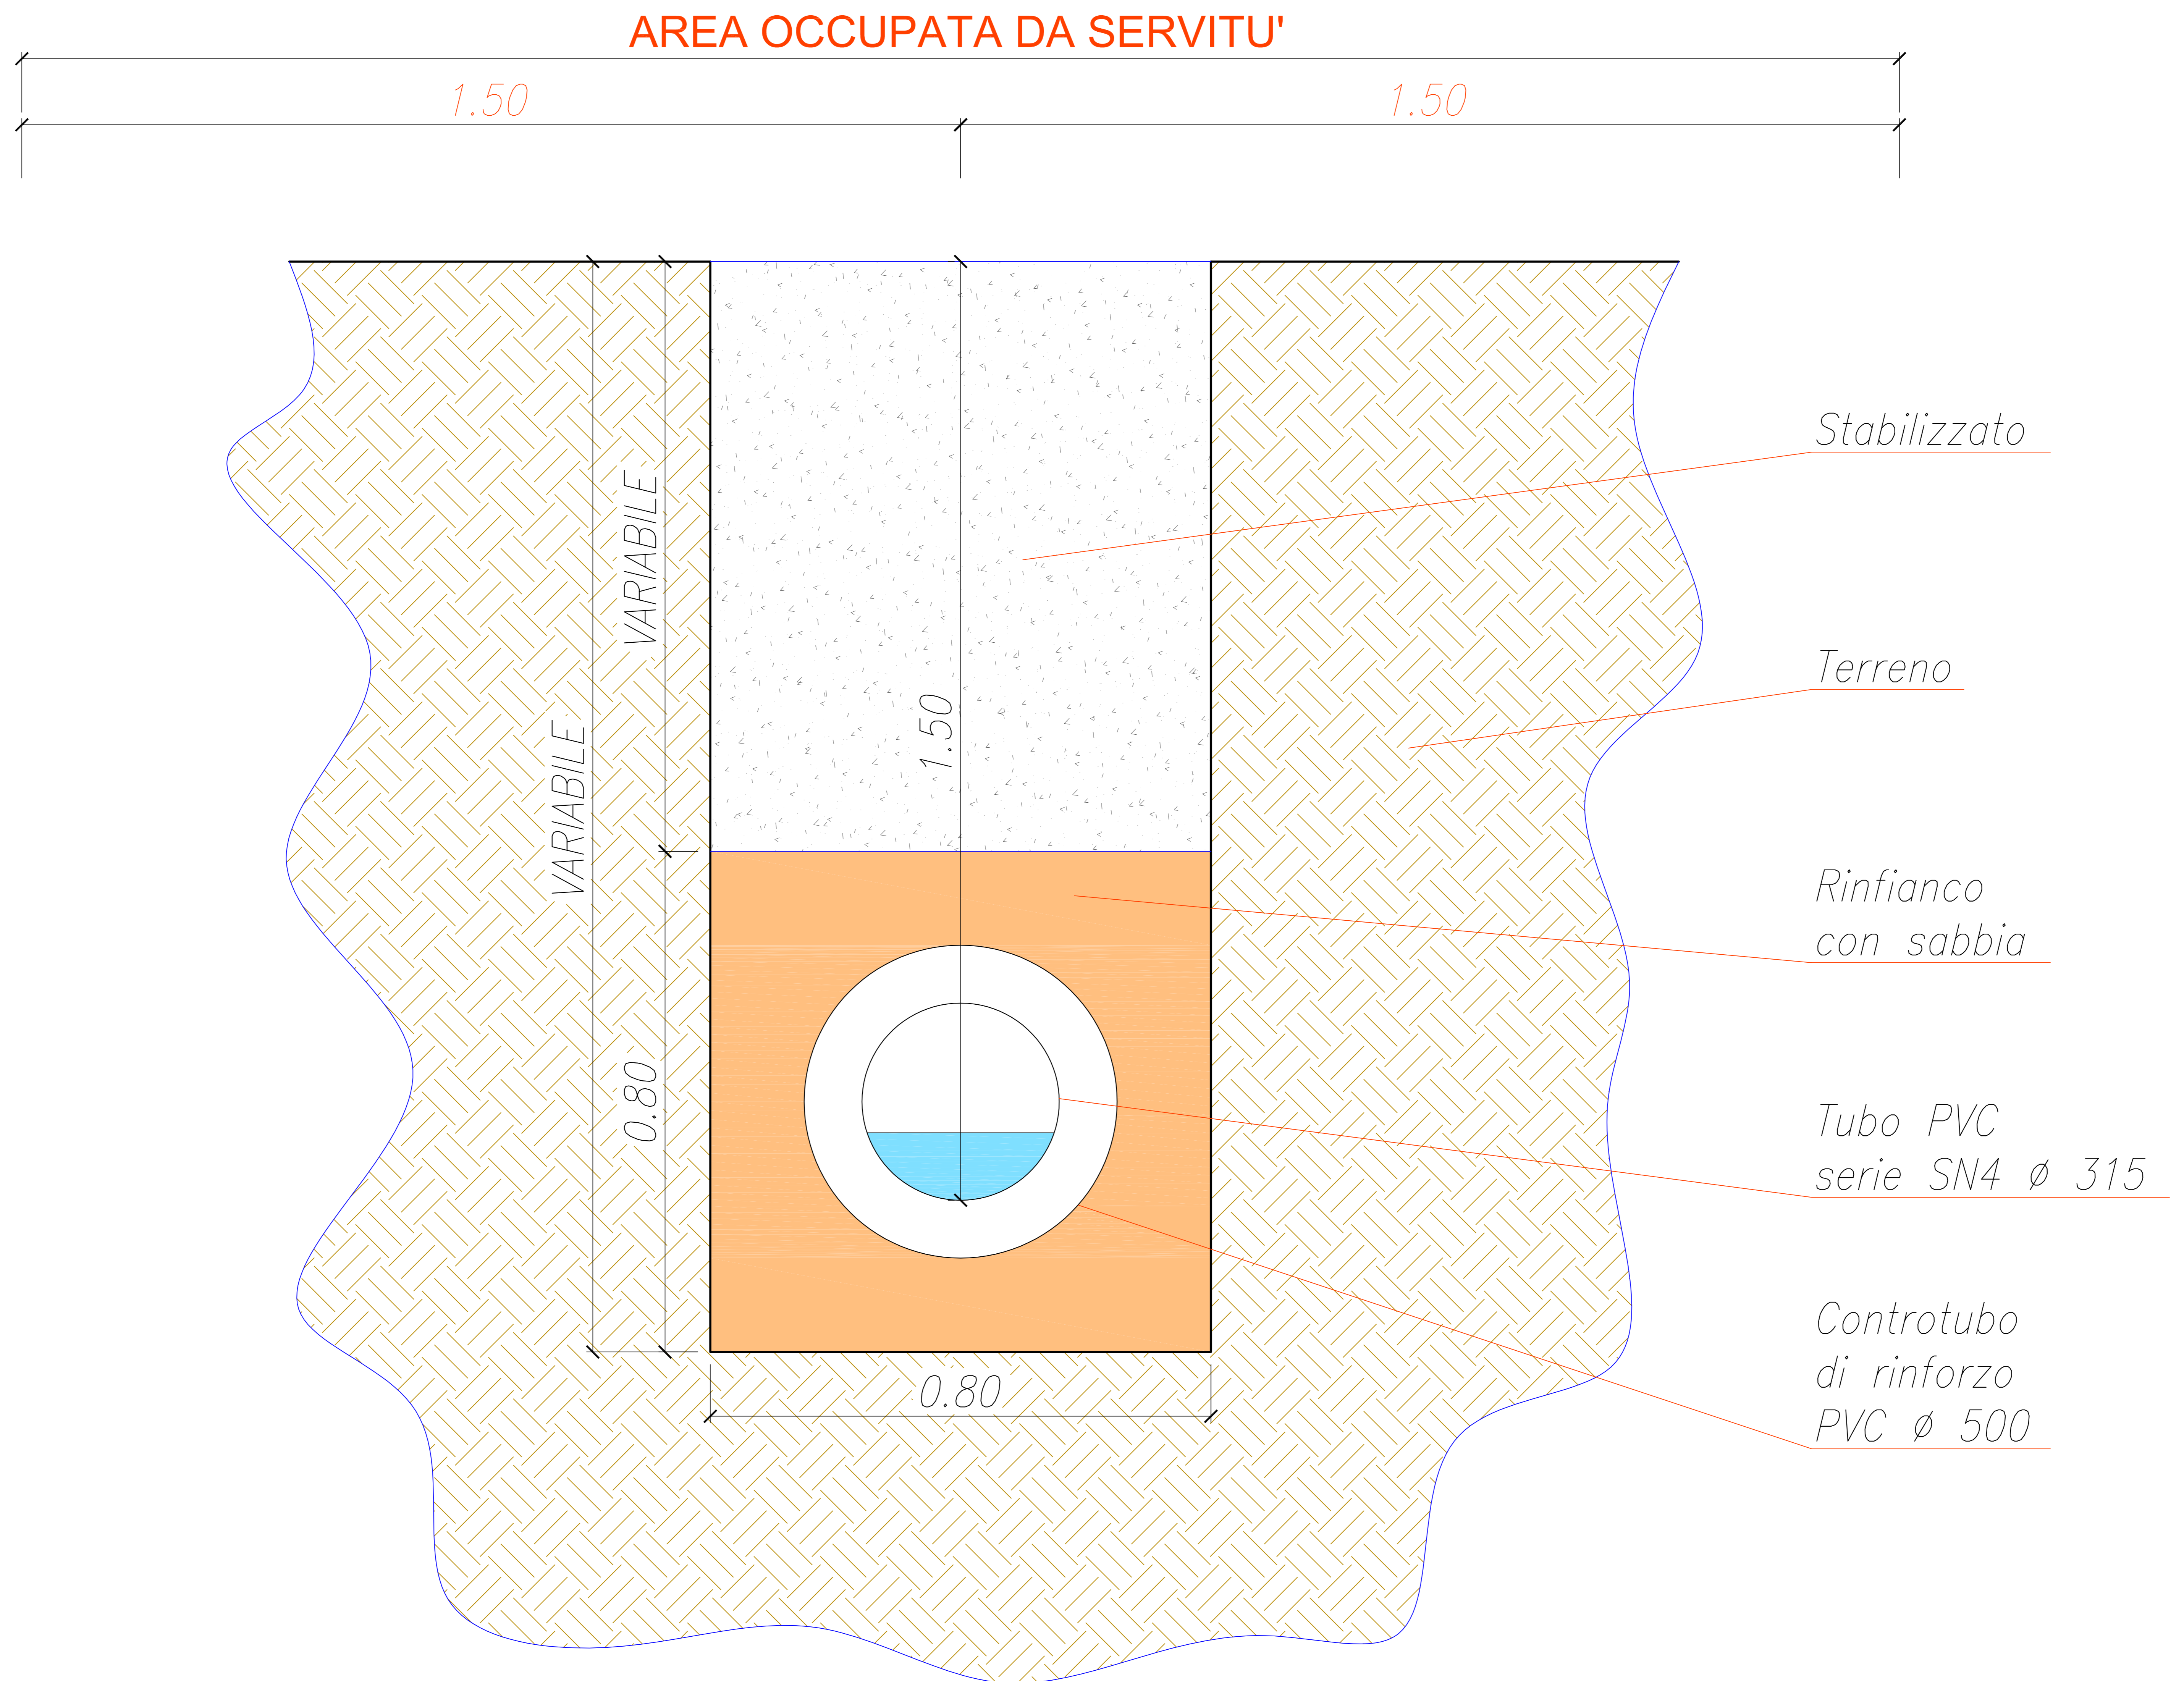 AREA OCCUPATA DA SERVITU'
1.50
1.50
Stabilizzato
VARIABILE
Terreno
1.50
VARIABILE
Rinfianco
con sabbia
0.80
Tubo PVC
serie SN4 ø 315
Controtubo
di rinforzo
PVC ø 500
0.80